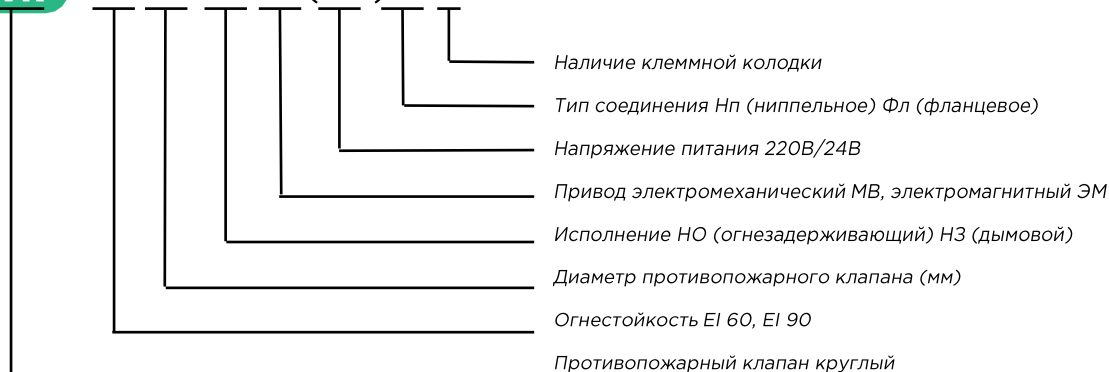 Наличие клеммной колодки
Тип соединения Нп (ниппельное) Фл (фланцевое)
Напряжение питания 220В/24В
Привод электромеханический МВ, электромагнитный ЭМ
Исполнение НО (огнезадерживающий) НЗ (дымовой)
Диаметр противопожарного клапана (мм)
Огнестойкость EI 60, EI 90
Противопожарный клапан круглый